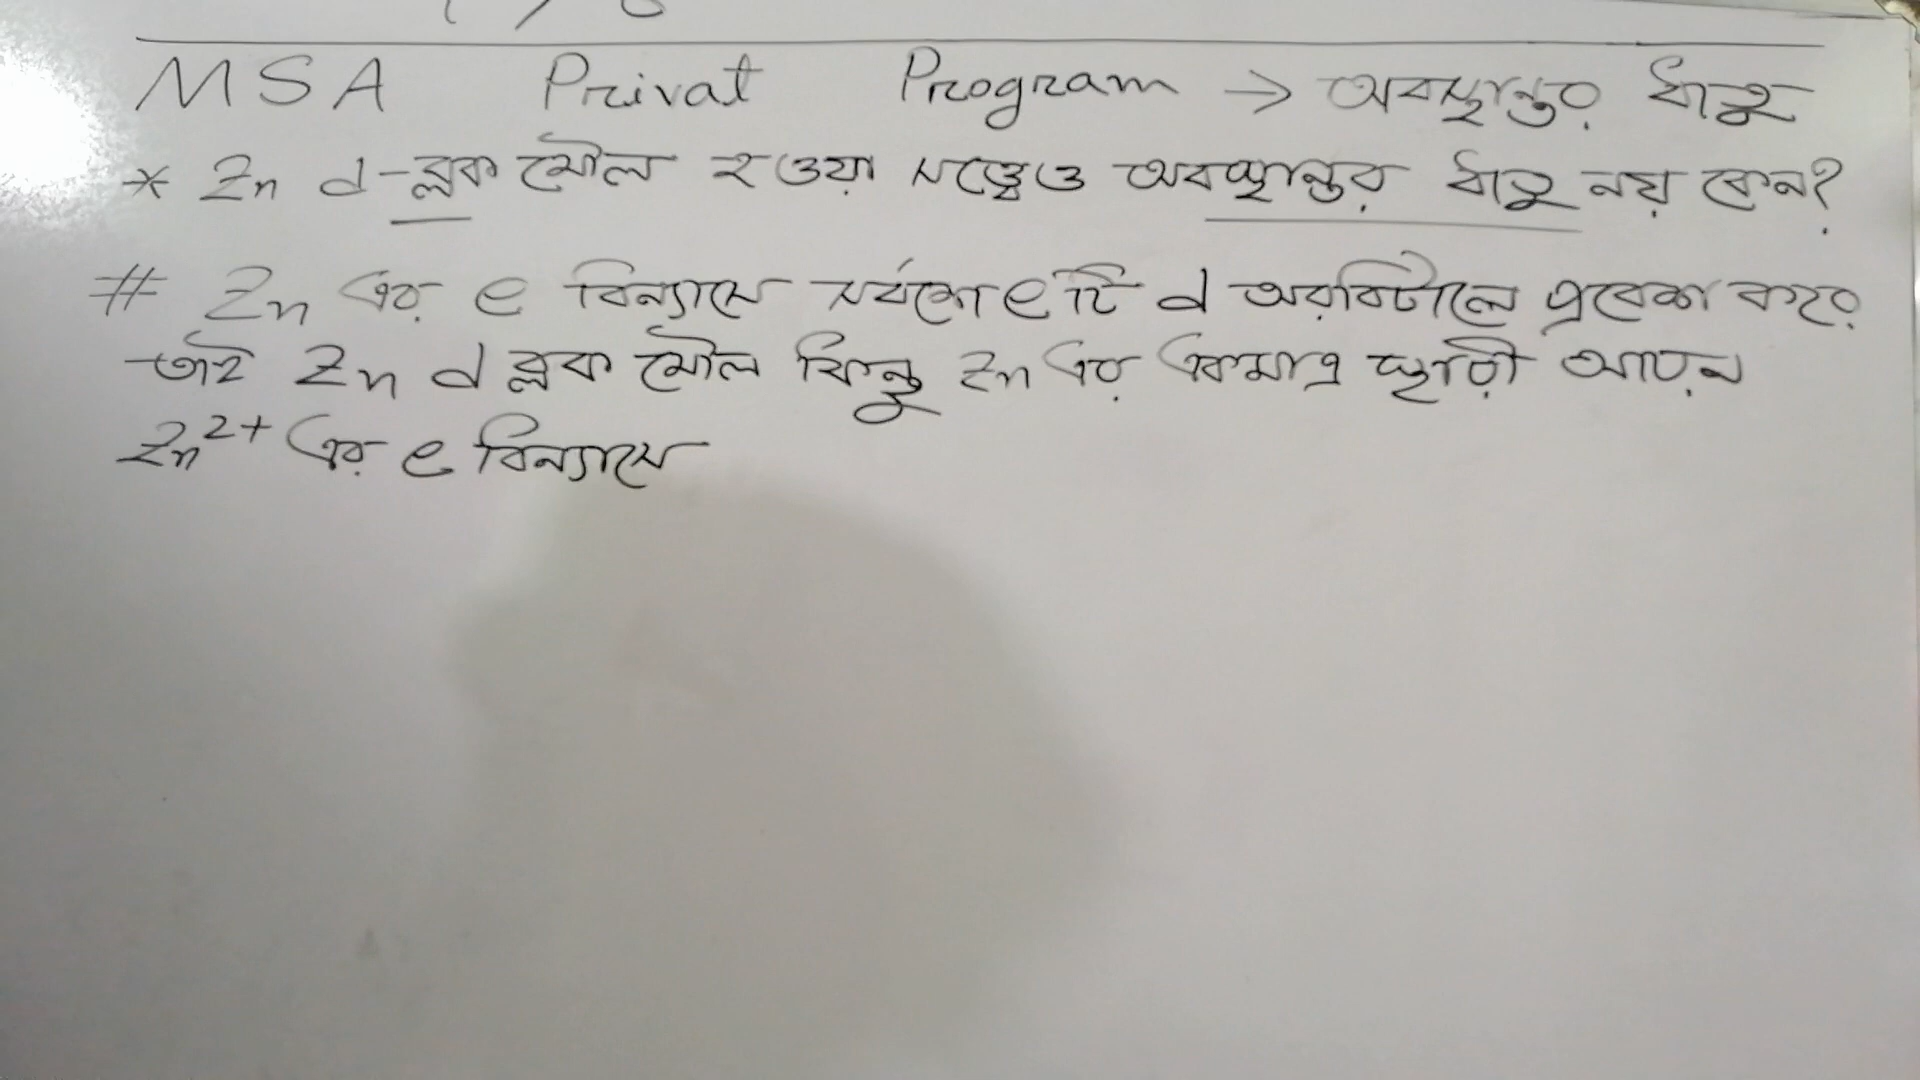 MSA Privat Program → অবস্থান্তর ধাতু
* Zn d-ব্লক মৌল হওয়া সত্ত্বেও অবস্থান্তর ধাতু নয় কেন?
# Zn এর e বিন্যাসে সর্বশেষ eটি d অরবিটালে প্রবেশ করে
তাই Zn d ব্লক মৌল কিন্তু Zn এর একমাত্র স্থায়ী আয়ন
Zn²⁺ এর e বিন্যাসে